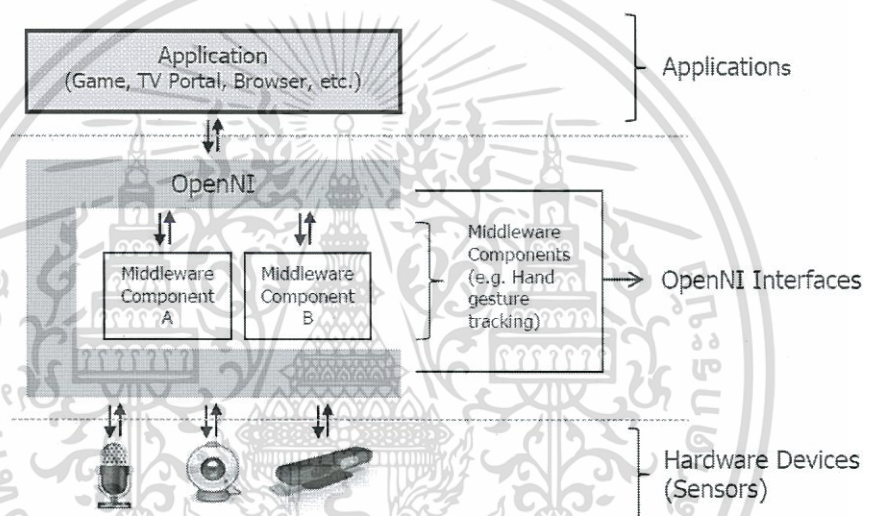 Application
(Game, TV Portal, Browser, etc.)
Applications
OpenNI
Middleware
Component
A
Middleware
Component
B
Middleware
Components
(e.g. Hand
gesture
tracking)
OpenNI Interfaces
Hardware Devices
(Sensors)